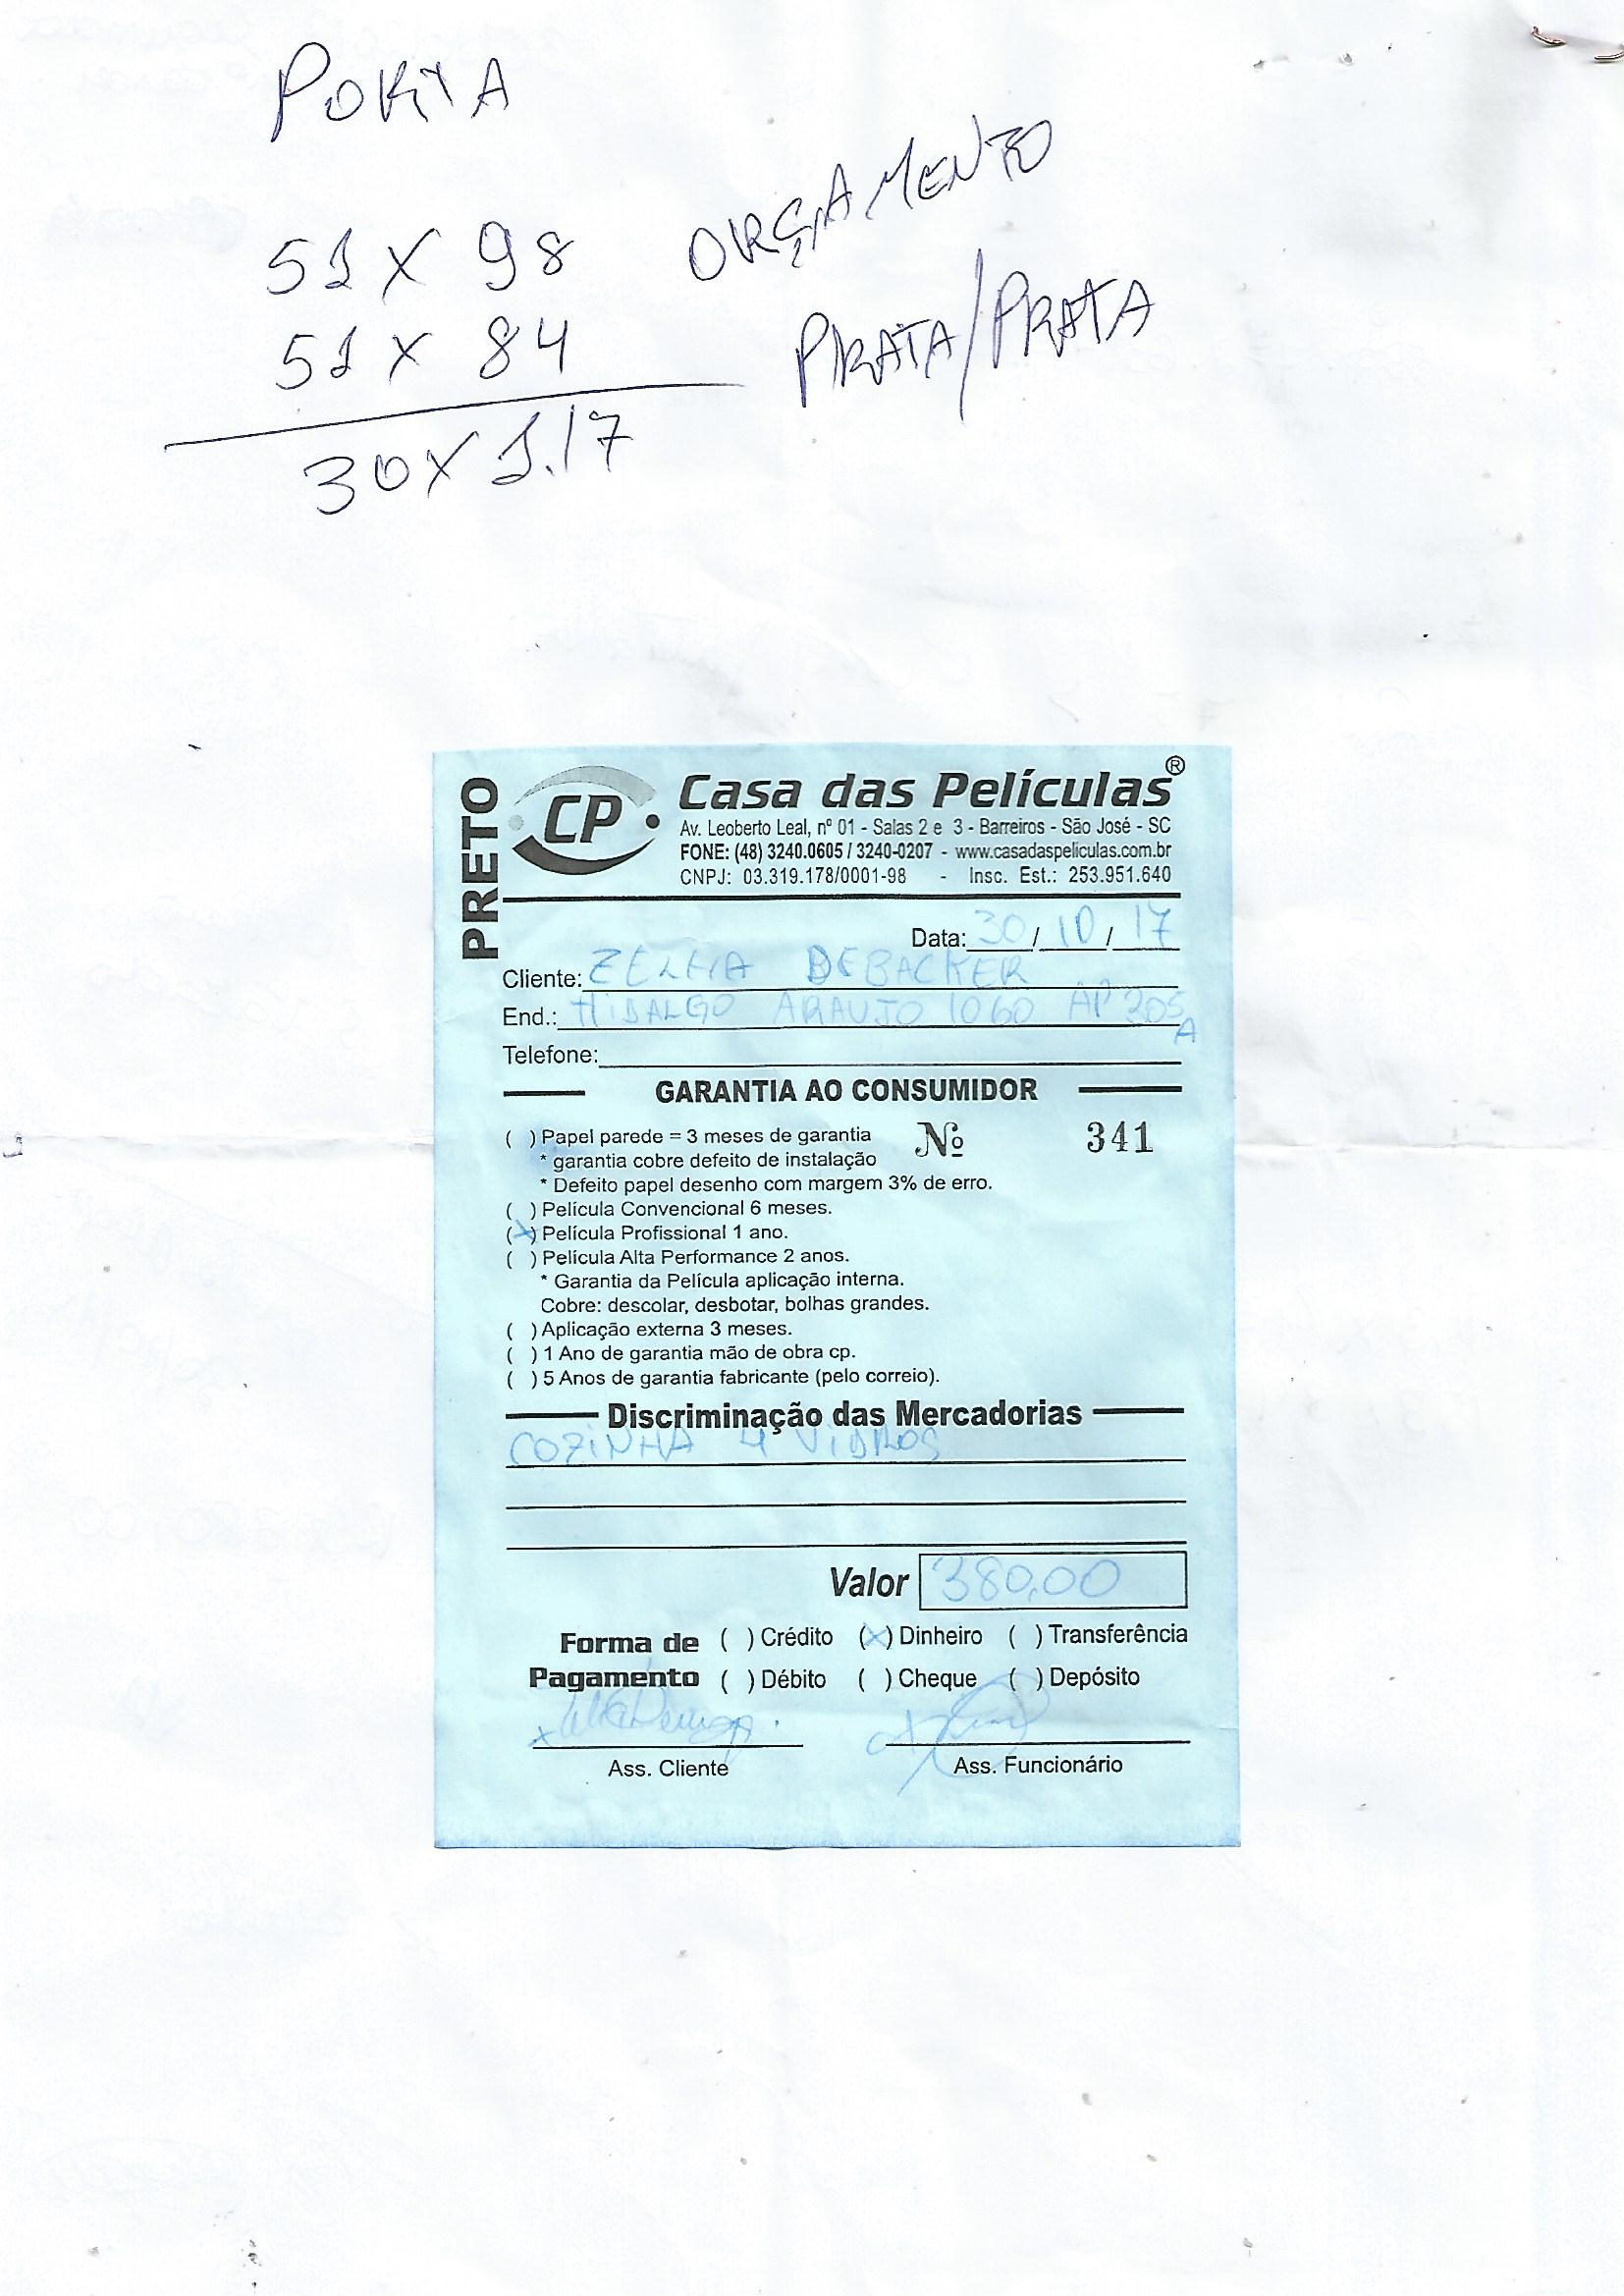 PORTA
51 X 98 ORÇAMENTO
51 X 84 PRATA/PRATA
30 X 1.17
PRETO
CP
Casa das Películas®
Av. Leoberto Leal, nº 01 - Salas 2 e 3 - Barreiros - São José - SC
FONE: (48) 3240.0605 / 3240-0207 - www.casadaspeliculas.com.br
CNPJ: 03.319.178/0001-98 - Insc. Est.: 253.951.640
Data: 30/10/17
Cliente: ZELMA DEBACKER
End.: HIDALGO ARAUJO 1060 AP 205 A
Telefone:
GARANTIA AO CONSUMIDOR
( ) Papel parede = 3 meses de garantia Nº 341
* garantia cobre defeito de instalação
* Defeito papel desenho com margem 3% de erro.
( ) Película Convencional 6 meses.
(X) Película Profissional 1 ano.
( ) Película Alta Performance 2 anos.
* Garantia da Película aplicação interna.
Cobre: descolar, desbotar, bolhas grandes.
( ) Aplicação externa 3 meses.
( ) 1 Ano de garantia mão de obra cp.
( ) 5 Anos de garantia fabricante (pelo correio).
Discriminação das Mercadorias
COZINHA 4 VIDROS
Valor 380,00
Forma de ( ) Crédito (X) Dinheiro ( ) Transferência
Pagamento ( ) Débito ( ) Cheque ( ) Depósito
Ass. Cliente Ass. Funcionário